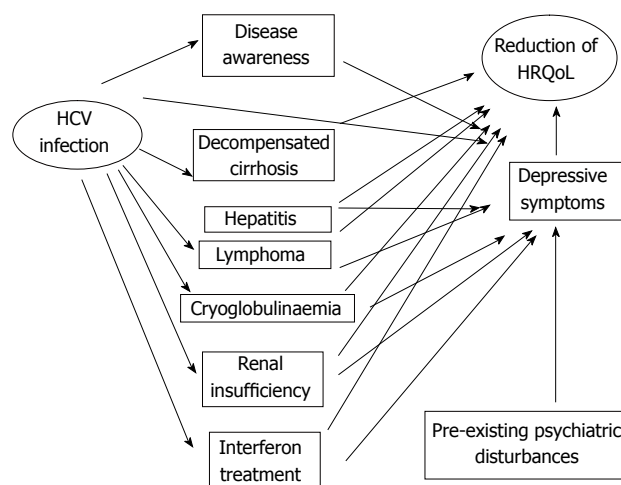 Disease
awareness
Reduction of
HRQoL
HCV
infection
Decompensated
cirrhosis
Depressive
symptoms
Hepatitis
Lymphoma
Cryoglobulinaemia
Renal
insufficiency
Interferon
treatment
Pre-existing psychiatric
disturbances